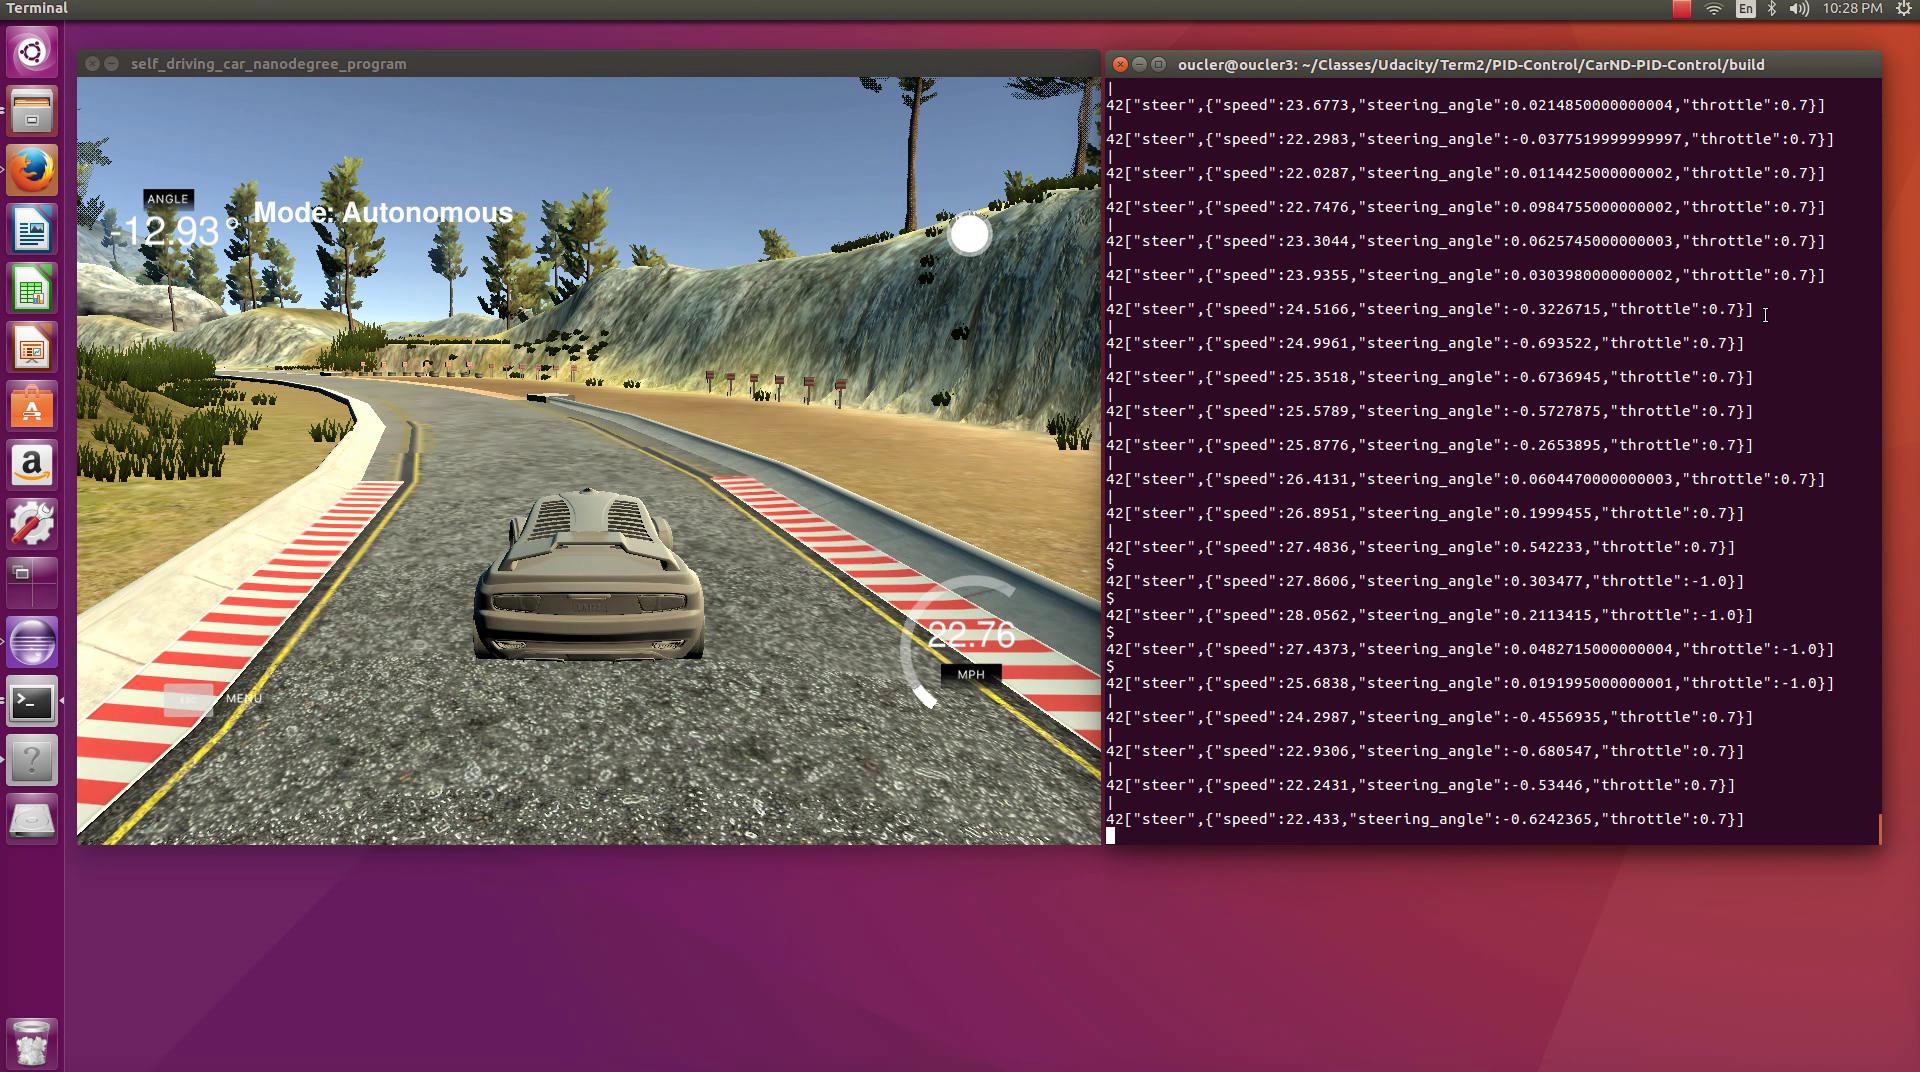 Terminal
En
10:28 PM
self_driving_car_nanodegree_program
ANGLE
-12.93°
Mode: Autonomous
22.76
MPH
ESC
MENU
oucler@oucler3: ~/Classes/Udacity/Term2/PID-Control/CarND-PID-Control/build
|
42["steer",{"speed":23.6773,"steering_angle":0.0214850000000004,"throttle":0.7}]
|
42["steer",{"speed":22.2983,"steering_angle":-0.0377519999999997,"throttle":0.7}]
|
42["steer",{"speed":22.0287,"steering_angle":0.0114425000000002,"throttle":0.7}]
|
42["steer",{"speed":22.7476,"steering_angle":0.0984755000000002,"throttle":0.7}]
|
42["steer",{"speed":23.3044,"steering_angle":0.0625745000000003,"throttle":0.7}]
|
42["steer",{"speed":23.9355,"steering_angle":0.0303980000000002,"throttle":0.7}]
|
42["steer",{"speed":24.5166,"steering_angle":-0.3226715,"throttle":0.7}]
|
42["steer",{"speed":24.9961,"steering_angle":-0.693522,"throttle":0.7}]
|
42["steer",{"speed":25.3518,"steering_angle":-0.6736945,"throttle":0.7}]
|
42["steer",{"speed":25.5789,"steering_angle":-0.5727875,"throttle":0.7}]
|
42["steer",{"speed":25.8776,"steering_angle":-0.2653895,"throttle":0.7}]
|
42["steer",{"speed":26.4131,"steering_angle":0.0604470000000003,"throttle":0.7}]
|
42["steer",{"speed":26.8951,"steering_angle":0.1999455,"throttle":0.7}]
|
42["steer",{"speed":27.4836,"steering_angle":0.542233,"throttle":0.7}]
$
42["steer",{"speed":27.8606,"steering_angle":0.303477,"throttle":-1.0}]
$
42["steer",{"speed":28.0562,"steering_angle":0.2113415,"throttle":-1.0}]
$
42["steer",{"speed":27.4373,"steering_angle":0.0482715000000004,"throttle":-1.0}]
$
42["steer",{"speed":25.6838,"steering_angle":0.0191995000000001,"throttle":-1.0}]
|
42["steer",{"speed":24.2987,"steering_angle":-0.4556935,"throttle":0.7}]
|
42["steer",{"speed":22.9306,"steering_angle":-0.680547,"throttle":0.7}]
|
42["steer",{"speed":22.2431,"steering_angle":-0.53446,"throttle":0.7}]
|
42["steer",{"speed":22.433,"steering_angle":-0.6242365,"throttle":0.7}]